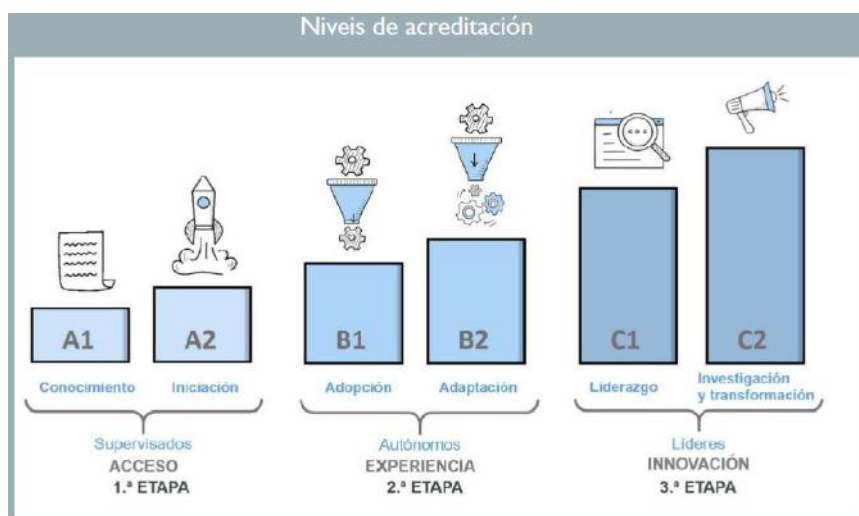 Niveis de acreditación
A1
A2
B1
B2
C1
C2
Conocimiento
Iniciación
Adopción
Adaptación
Liderazgo
Investigación
y transformación
Supervisados
ACCESO
1.ª ETAPA
Autónomos
EXPERIENCIA
2.ª ETAPA
Líderes
INNOVACIÓN
3.ª ETAPA